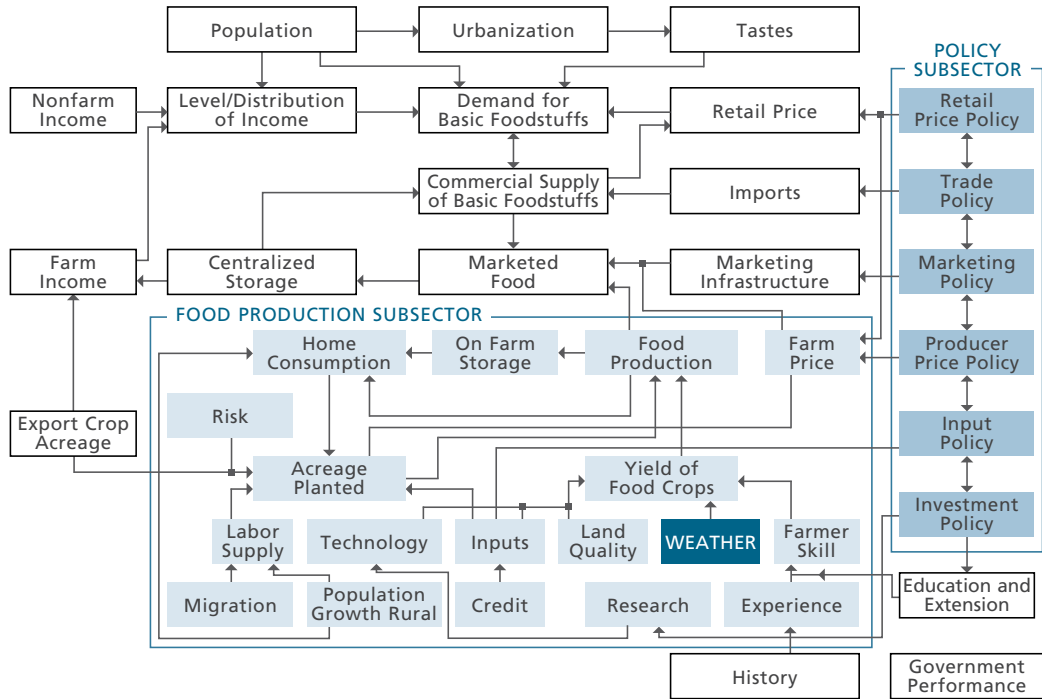 Population
Urbanization
Tastes
POLICY
SUBSECTOR
Nonfarm
Income
Level/Distribution
of Income
Demand for
Basic Foodstuffs
Retail Price
Retail
Price Policy
Commercial Supply
of Basic Foodstuffs
Imports
Trade
Policy
Farm
Income
Centralized
Storage
Marketed
Food
Marketing
Infrastructure
Marketing
Policy
FOOD PRODUCTION SUBSECTOR
Home
Consumption
On Farm
Storage
Food
Production
Farm
Price
Producer
Price Policy
Risk
Export Crop
Acreage
Input
Policy
Acreage
Planted
Yield of
Food Crops
Investment
Policy
Labor
Supply
Technology
Inputs
Land
Quality
WEATHER
Farmer
Skill
Migration
Population
Growth Rural
Credit
Research
Experience
Education and
Extension
History
Government
Performance